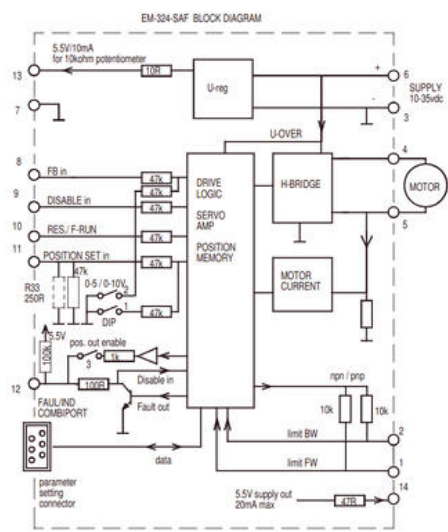 EM-324-SAF BLOCK DIAGRAM
5.5V/10mA
for 10kohm potentiometer
13
10R
U-reg
+
6
SUPPLY
10-35vdc
7
-
3
U-OVER
8
FB in
47k
47k
DRIVE
LOGIC
SERVO
AMP
POSITION
MEMORY
H-BRIDGE
4
MOTOR
5
9
DISABLE in
47k
10
RES./ F-RUN
47k
11
POSITION SET in
47k
R33
250R
47k
0-5 / 0-10V
2
1
DIP
47k
MOTOR
CURRENT
5.5V
100k
pos. out enable
3
1k
12
100R
Disable in
FAUL/IND
COMBIPORT
Fault out
npn / pnp
10k
10k
2
limit BW
1
limit FW
data
parameter
setting
connector
14
5.5V supply out
20mA max
47R